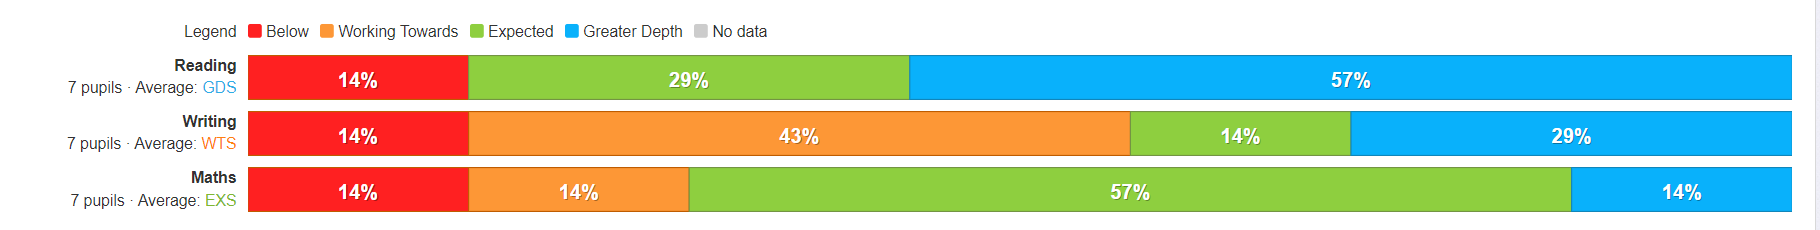 Legend Below Working Towards Expected Greater Depth No data
Reading
7 pupils · Average: GDS
14% 29% 57%
Writing
7 pupils · Average: WTS
14% 43% 14% 29%
Maths
7 pupils · Average: EXS
14% 14% 57% 14%